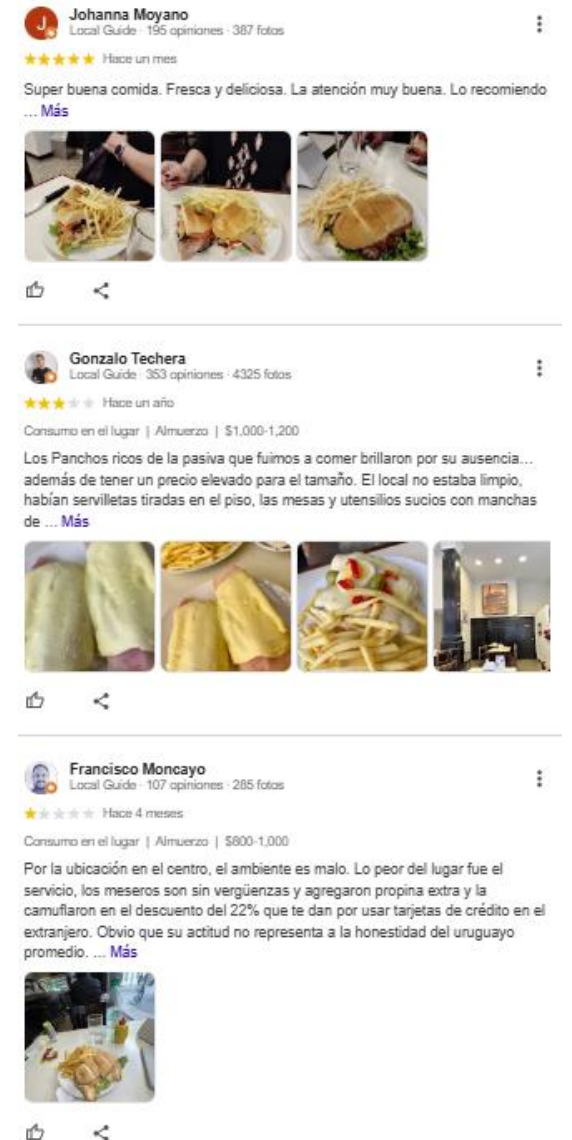 J
Johanna Moyano
Local Guide · 195 opiniones · 387 fotos
Hace un mes
Super buena comida. Fresca y deliciosa. La atención muy buena. Lo recomiendo
... Más
Gonzalo Techera
Local Guide · 353 opiniones · 4325 fotos
Hace un año
Consumo en el lugar | Almuerzo | $1,000-1,200
Los Panchos ricos de la pasiva que fuimos a comer brillaron por su ausencia...
además de tener un precio elevado para el tamaño. El local no estaba limpio,
habían servilletas tiradas en el piso, las mesas y utensilios sucios con manchas
de ... Más
Francisco Moncayo
Local Guide · 107 opiniones · 285 fotos
Hace 4 meses
Consumo en el lugar | Almuerzo | $800-1,000
Por la ubicación en el centro, el ambiente es malo. Lo peor del lugar fue el
servicio, los meseros son sin vergüenzas y agregaron propina extra y la
camuflaron en el descuento del 22% que te dan por usar tarjetas de crédito en el
extranjero. Obvio que su actitud no representa a la honestidad del uruguayo
promedio. ... Más